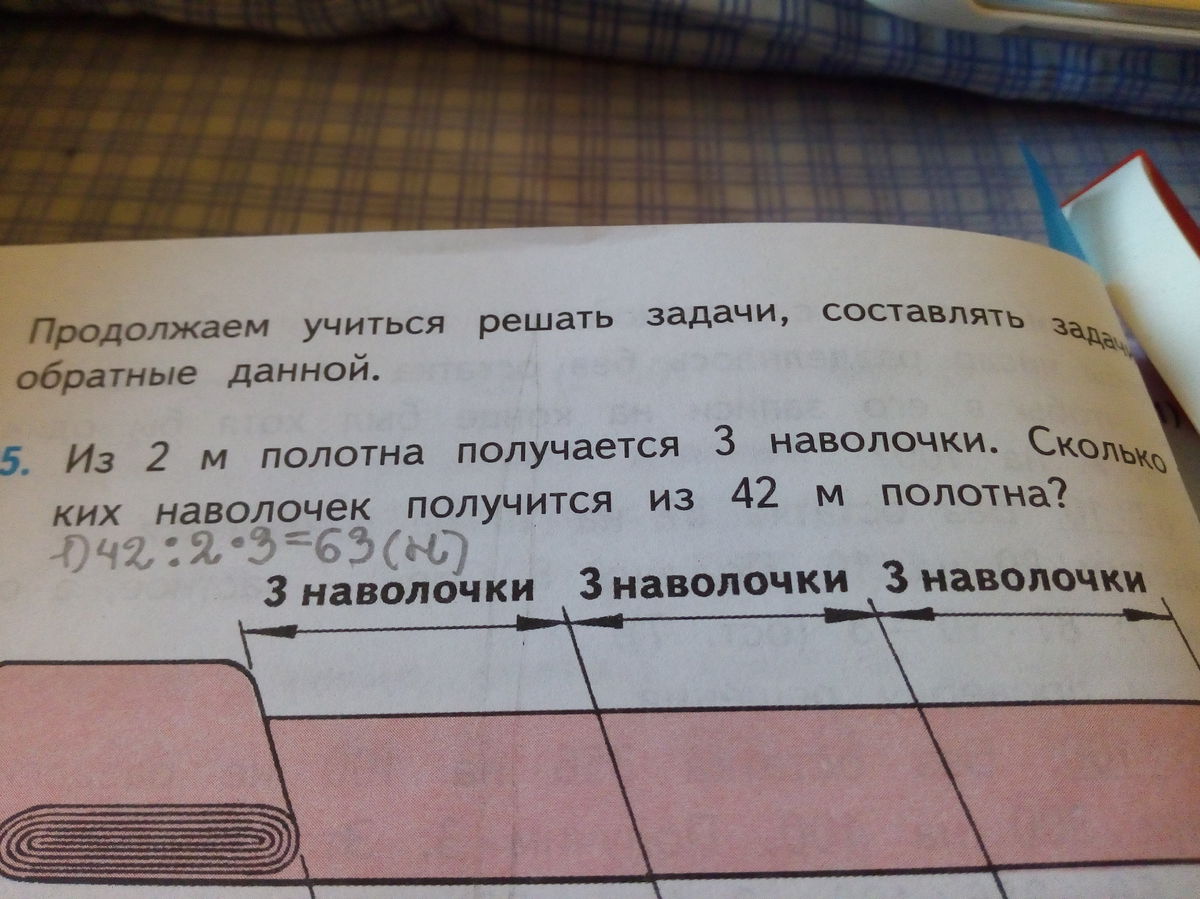 Продолжаем учиться решать задачи, составлять задачи
обратные данной.
5. Из 2 м полотна получается 3 наволочки. Сколько
ких наволочек получится из 42 м полотна?
1) 42:2·3=63(н)
3 наволочки 3 наволочки 3 наволочки